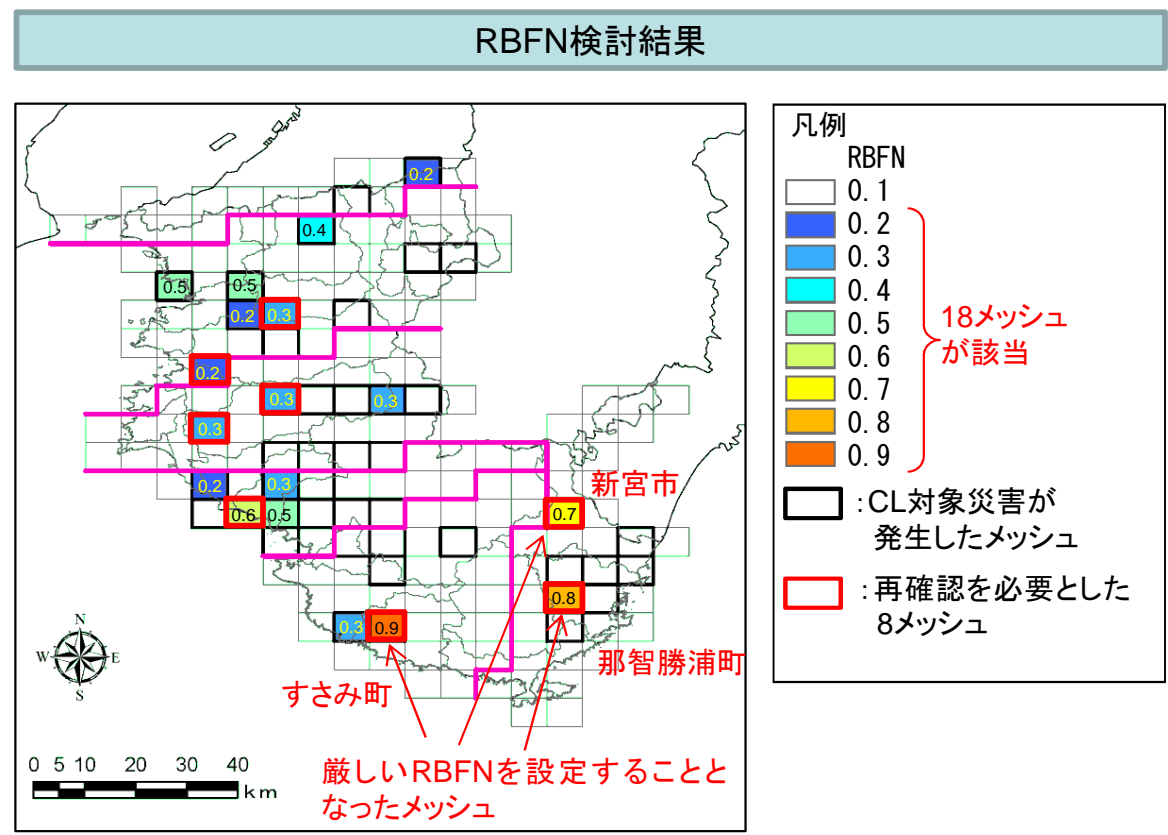 RBFN検討結果
0.2
0.4
0.5
0.5
0.2
0.3
0.2
0.3
0.3
0.3
0.2
0.3
0.6
0.5
0.7
0.8
0.3
0.9
新宮市
那智勝浦町
すさみ町
厳しいRBFNを設定することと
なったメッシュ
N
W
E
S
0 5 10 20 30 40
km
凡例
RBFN
0.1
0.2
0.3
0.4
0.5
0.6
0.7
0.8
0.9
18メッシュ
が該当
:CL対象災害が
発生したメッシュ
:再確認を必要とした
8メッシュ